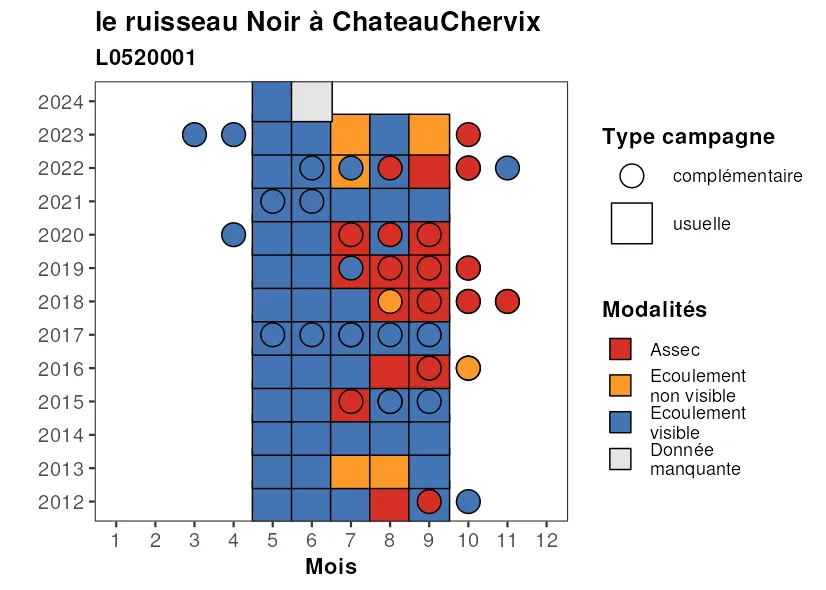 le ruisseau Noir à ChateauChervix
L0520001
2024
2023
2022
2021
2020
2019
2018
2017
2016
2015
2014
2013
2012
1 2 3 4 5 6 7 8 9 10 11 12
Mois
Type campagne
complémentaire
usuelle
Modalités
Assec
Ecoulement
non visible
Ecoulement
visible
Donnée
manquante